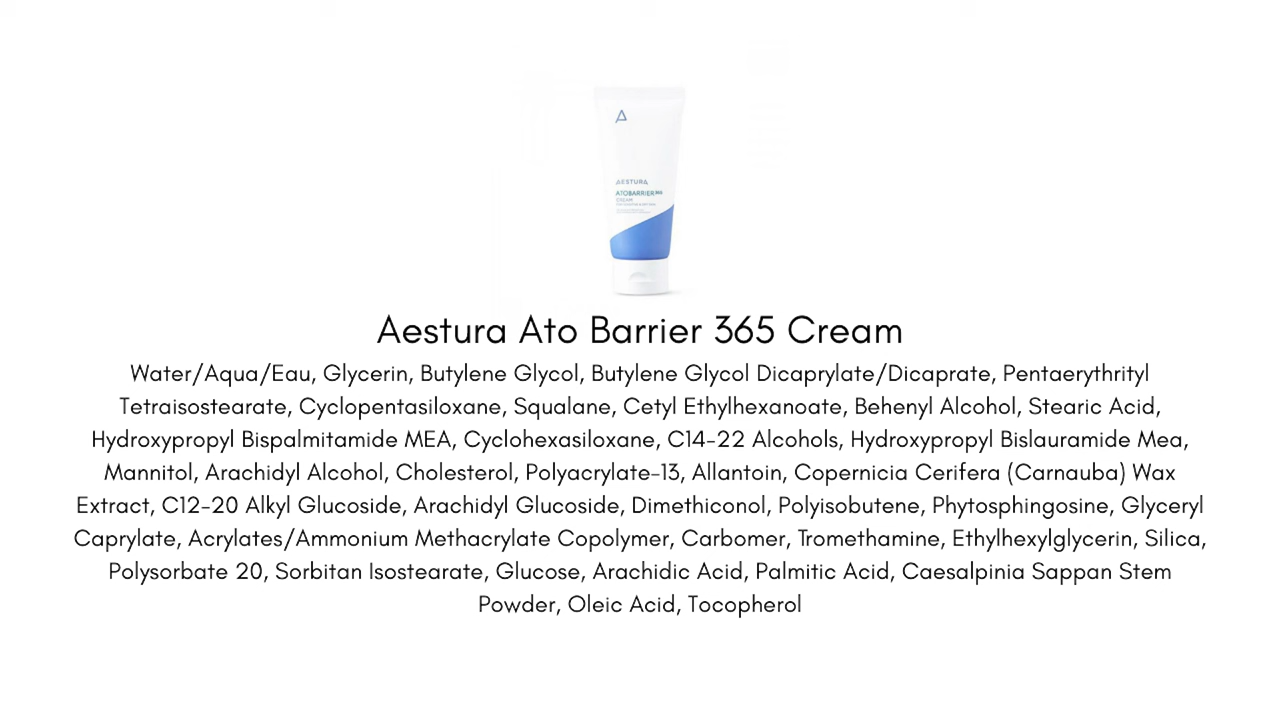 AESTURA
ATOBARRIER365
CREAM
Aestura Ato Barrier 365 Cream
Water/Aqua/Eau, Glycerin, Butylene Glycol, Butylene Glycol Dicaprylate/Dicaprate, Pentaerythrityl
Tetraisostearate, Cyclopentasiloxane, Squalane, Cetyl Ethylhexanoate, Behenyl Alcohol, Stearic Acid,
Hydroxypropyl Bispalmitamide MEA, Cyclohexasiloxane, C14-22 Alcohols, Hydroxypropyl Bislauramide Mea,
Mannitol, Arachidyl Alcohol, Cholesterol, Polyacrylate-13, Allantoin, Copernicia Cerifera (Carnauba) Wax
Extract, C12-20 Alkyl Glucoside, Arachidyl Glucoside, Dimethiconol, Polyisobutene, Phytosphingosine, Glyceryl
Caprylate, Acrylates/Ammonium Methacrylate Copolymer, Carbomer, Tromethamine, Ethylhexylglycerin, Silica,
Polysorbate 20, Sorbitan Isostearate, Glucose, Arachidic Acid, Palmitic Acid, Caesalpinia Sappan Stem
Powder, Oleic Acid, Tocopherol